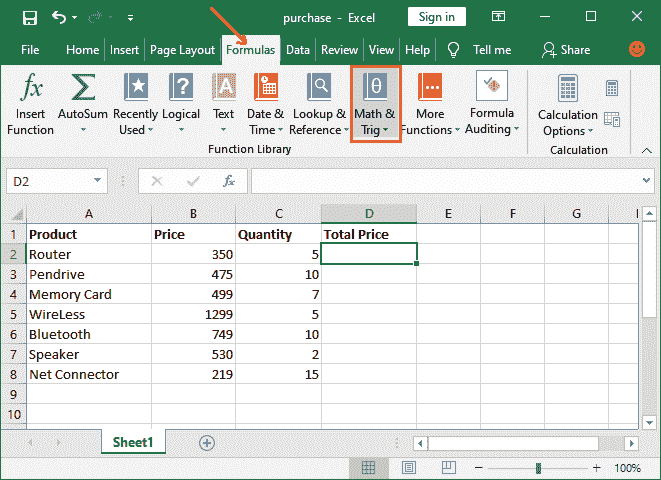 purchase - Excel
Sign in
File Home Insert Page Layout Formulas Data Review View Help Tell me Share
fx Σ ★ ? A θ
Insert Function
AutoSum
Recently Used
Logical
Text
Date & Time
Lookup & Reference
Math & Trig
More Functions
Formula Auditing
Calculation Options
Function Library
Calculation
D2
fx
A B C D E F G H
1 Product Price Quantity Total Price
2 Router 350 5
3 Pendrive 475 10
4 Memory Card 499 7
5 WireLess 1299 5
6 Bluetooth 749 10
7 Speaker 530 2
8 Net Connector 219 15
9
10
Sheet1
100%